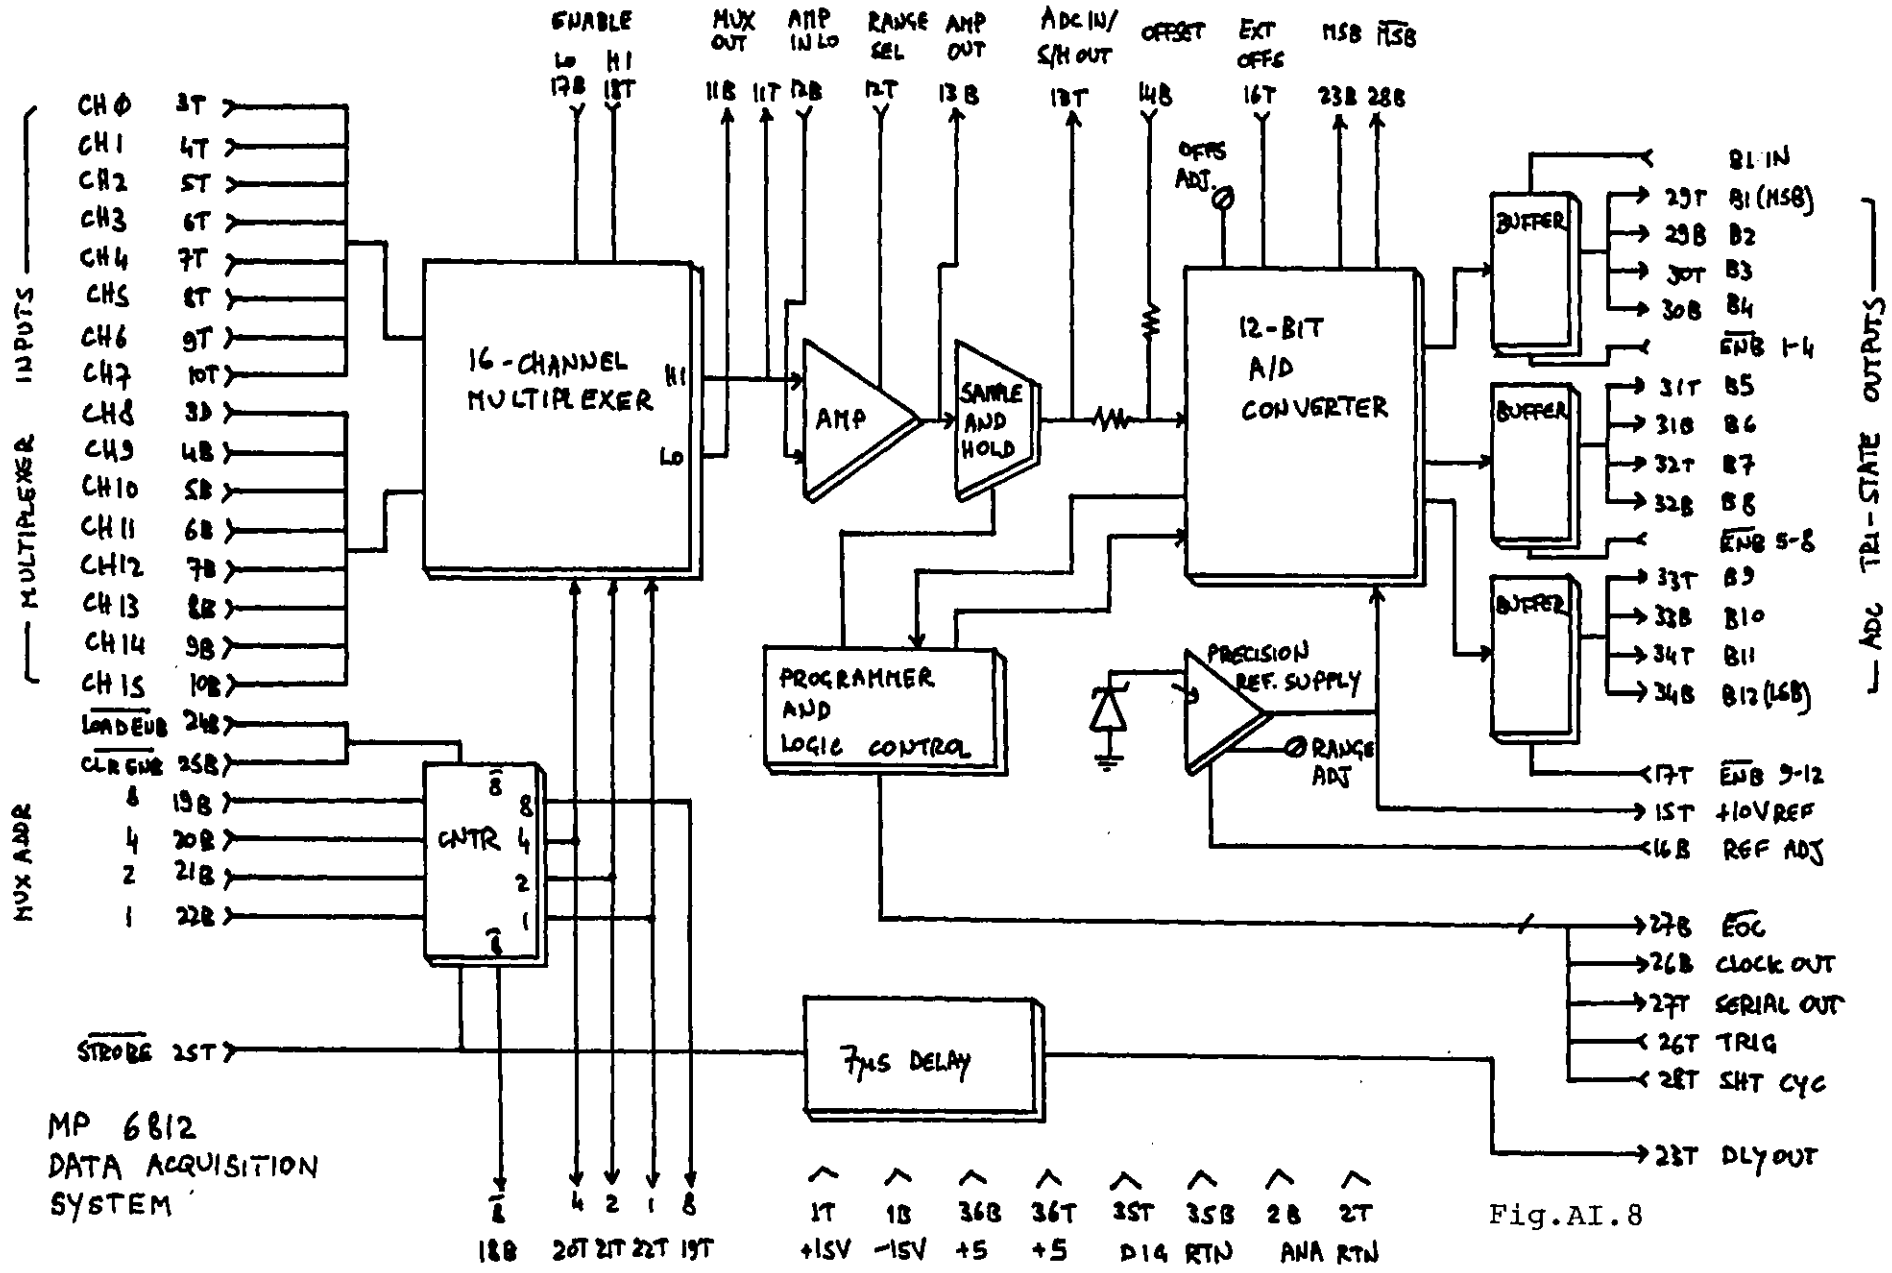 ENABLE
LO HI
17B 18T
MUX OUT
11B 11T
AMP IN LO
12B
RANGE SEL
12T
AMP OUT
13B
ADC IN/ S/H OUT
13T
OFFSET
14B
EXT OFFS
16T
MSB M̅S̅B̅
23B 28B
MULTIPLEXER INPUTS
CH0 3T
CH1 4T
CH2 5T
CH3 6T
CH4 7T
CH5 8T
CH6 9T
CH7 10T
CH8 3B
CH9 4B
CH10 5B
CH11 6B
CH12 7B
CH13 8B
CH14 9B
CH15 10B
L̅O̅A̅D̅ ̅E̅N̅B̅ 24B
C̅L̅R̅ ̅E̅N̅B̅ 25B
MUX ADR
8 19B
4 20B
2 21B
1 22B
S̅T̅R̅O̅B̅E̅ 25T
16-CHANNEL
MULTIPLEXER
HI
LO
AMP
SAMPLE
AND
HOLD
OFFS
ADJ.
12-BIT
A/D
CONVERTER
BUFFER
BUFFER
BUFFER
B1 IN
29T B1(MSB)
29B B2
30T B3
30B B4
E̅N̅B̅ 1-4
31T B5
31B B6
32T B7
32B B8
E̅N̅B̅ 5-8
33T B9
33B B10
34T B11
34B B12(LSB)
17T E̅N̅B̅ 9-12
15T +10V REF
16B REF ADJ
ADC TRI-STATE OUTPUTS
PROGRAMMER
AND
LOGIC CONTROL
PRECISION
REF. SUPPLY
RANGE
ADJ
CNTR
8̅
8
4
2
1
8̅
27B E̅O̅C̅
26B CLOCK OUT
27T SERIAL OUT
26T TRIG
28T SHT CYC
7µs DELAY
23T DLY OUT
MP 6812
DATA ACQUISITION
SYSTEM
8̅ 4 2 1 8
18B 20T 21T 22T 19T
1T 1B 36B 36T 35T 35B 2B 2T
+15V -15V +5 +5 DIG RTN ANA RTN
Fig.AI.8